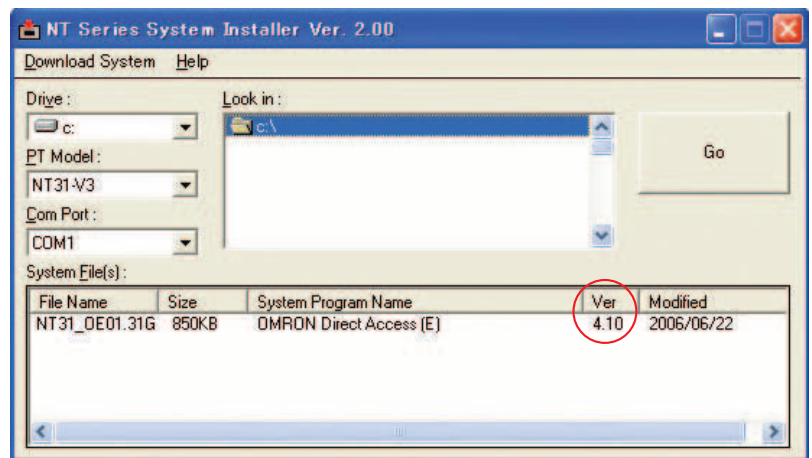 NT Series System Installer Ver. 2.00
Download System Help
Drive :
Look in :
c:
c:\
Go
PT Model :
NT31-V3
Com Port :
COM1
System File(s) :
File Name Size System Program Name Ver Modified
NT31_OE01.31G 850KB OMRON Direct Access (E) 4.10 2006/06/22